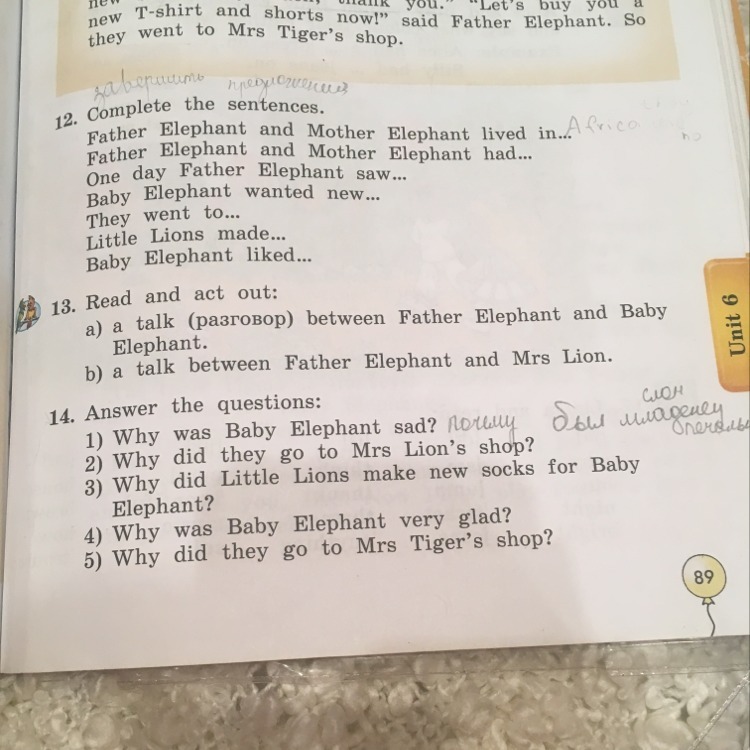 new thank you." "Let's buy you a
new T-shirt and shorts now!" said Father Elephant. So
they went to Mrs Tiger's shop.
завершить предложения
12. Complete the sentences.
Father Elephant and Mother Elephant lived in... Africa
Father Elephant and Mother Elephant had...
One day Father Elephant saw...
Baby Elephant wanted new...
They went to...
Little Lions made...
Baby Elephant liked...
13. Read and act out:
a) a talk (разговор) between Father Elephant and Baby
Elephant.
b) a talk between Father Elephant and Mrs Lion.
Unit 6
14. Answer the questions:
слон
1) Why was Baby Elephant sad? почему был младенец
2) Why did they go to Mrs Lion's shop?
3) Why did Little Lions make new socks for Baby
Elephant?
4) Why was Baby Elephant very glad?
5) Why did they go to Mrs Tiger's shop?
89